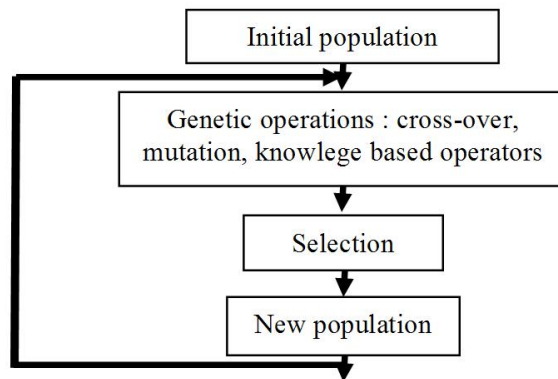 Initial population
Genetic operations : cross-over,
mutation, knowlege based operators
Selection
New population